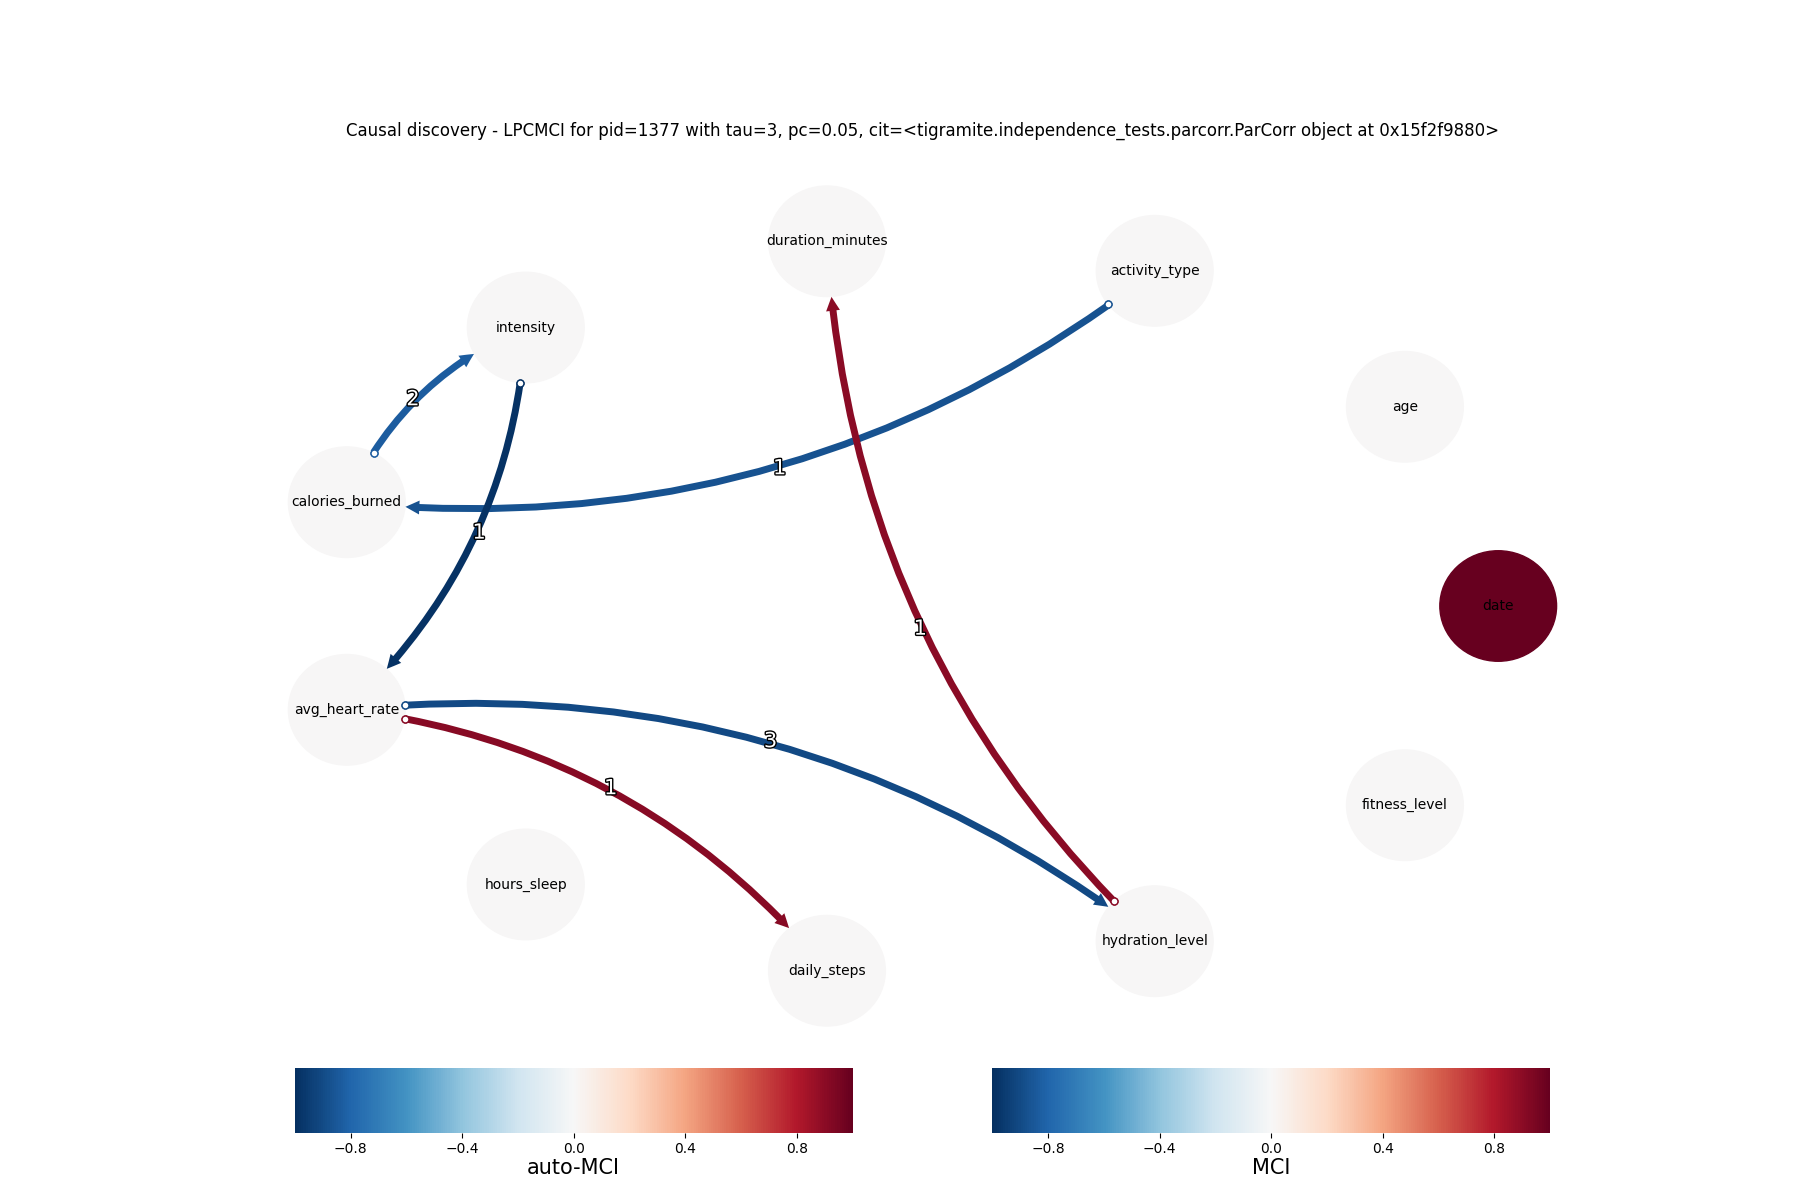 Causal discovery - LPCMCI for pid=1377 with tau=3, pc=0.05, cit=<tigramite.independence_tests.parcorr.ParCorr object at 0x15f2f9880>
duration_minutes
activity_type
intensity
age
2
1
calories_burned
1
date
1
avg_heart_rate
3
1
fitness_level
hours_sleep
hydration_level
daily_steps
−0.8 −0.4 0.0 0.4 0.8
auto-MCI
−0.8 −0.4 0.0 0.4 0.8
MCI